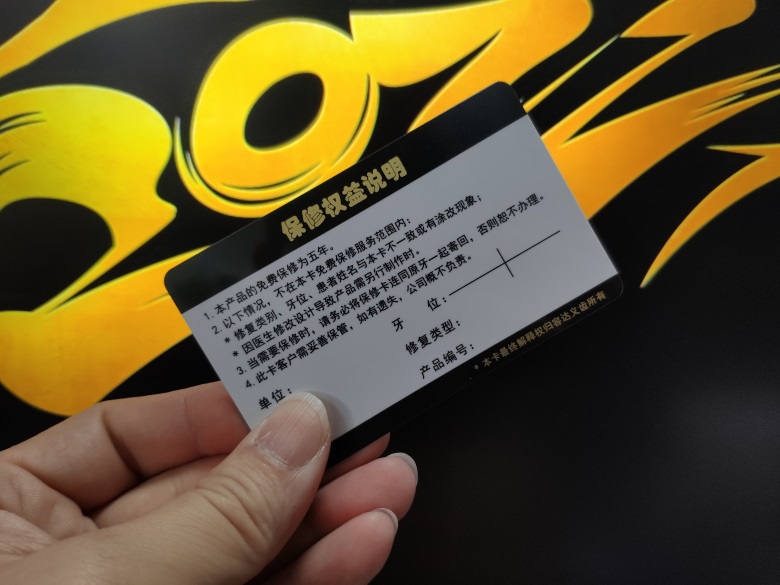 2021
保修权益说明
1. 本产品的免费保修为五年。
2. 以下情况，不在本卡免费保修服务范围内：
* 修复类别、牙位、患者姓名与本卡不一致或有涂改现象；
* 因医生修改设计导致产品需另行制作时。
3. 当需要保修时，请务必将保修卡连同原牙一起寄回，否则恕不办理。
4. 此卡客户需妥善保管，如有遗失，公司概不负责。
牙 位：
单位：
修复类型：
产品编号：
* 本卡最终解释权归容达义齿所有